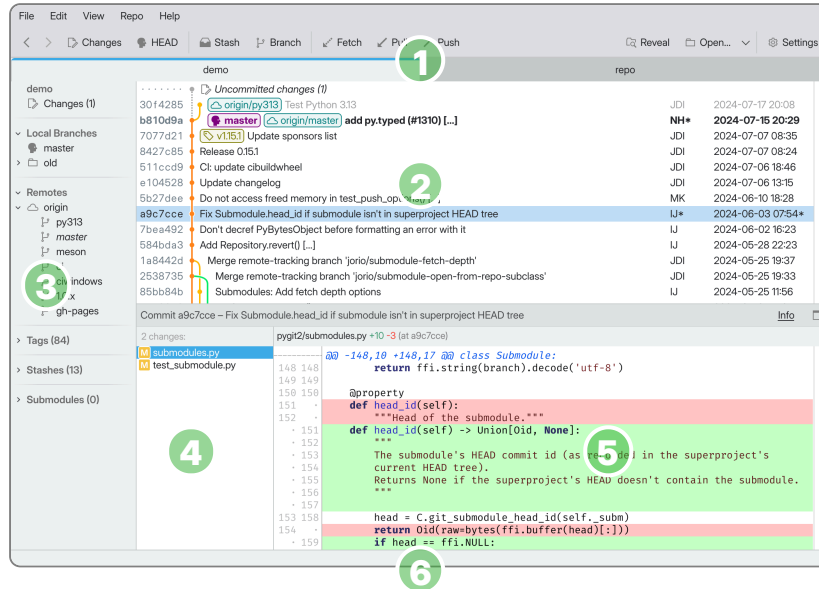 File Edit View Repo Help
Changes HEAD Stash Branch Fetch Push Reveal Open... Settings
1
demo repo
demo
Changes (1)
Local Branches
master
old
Remotes
origin
py313
master
meson
3
windows
gh-pages
Tags (84)
Stashes (13)
Submodules (0)
Uncommitted changes (1)
30f4285 origin/py313 Test Python 3.13 JDI 2024-07-17 20:08
b810d9a master origin/master add py.typed (#1310) [...] NH* 2024-07-15 20:29
7077d21 v1.15.1 Update sponsors list JDI 2024-07-07 08:35
8427c85 Release 0.15.1 JDI 2024-07-07 08:24
511ccd9 CI: update cibuildwheel JDI 2024-07-06 18:46
e104528 Update changelog JDI 2024-07-06 13:15
2
5b27dee Do not access freed memory in MK 2024-06-10 18:28
a9c7cce Fix Submodule.head_id if submodule isn't in superproject HEAD tree IJ* 2024-06-03 07:54*
7bea492 Don't decref PyBytesObject before formatting an error with it IJ 2024-06-02 16:23
584bda3 Add Repository.revert() [...] IJ 2024-05-28 22:23
1a8442d Merge remote-tracking branch 'jorio/submodule-fetch-depth' JDI 2024-05-25 19:37
2538735 Merge remote-tracking branch 'jorio/submodule-open-from-repo-subclass' JDI 2024-05-25 19:33
85bb84b Submodules: Add fetch depth options IJ 2024-05-25 11:56
Commit a9c7cce – Fix Submodule.head_id if submodule isn't in superproject HEAD tree Info
2 changes:
M submodules.py
M test_submodule.py
4
pygit2/submodules.py +10 -3 (at a9c7cce)
@@ -148,10 +148,17 @@ class Submodule:
148 148 return ffi.string(branch).decode('utf-8')
149 149
150 150 @property
151 · def head_id(self):
152 · """Head of the submodule."""
· 151 def head_id(self) -> Union[Oid, None]:
· 152 """
5
· 153 The submodule's HEAD commit id (as in the superproject's
· 154 current HEAD tree).
· 155 Returns None if the superproject's HEAD doesn't contain the submodule.
· 156 """
· 157
153 158 head = C.git_submodule_head_id(self._subm)
154 · return Oid(raw=bytes(ffi.buffer(head)[:]))
· 159 if head == ffi.NULL:
6